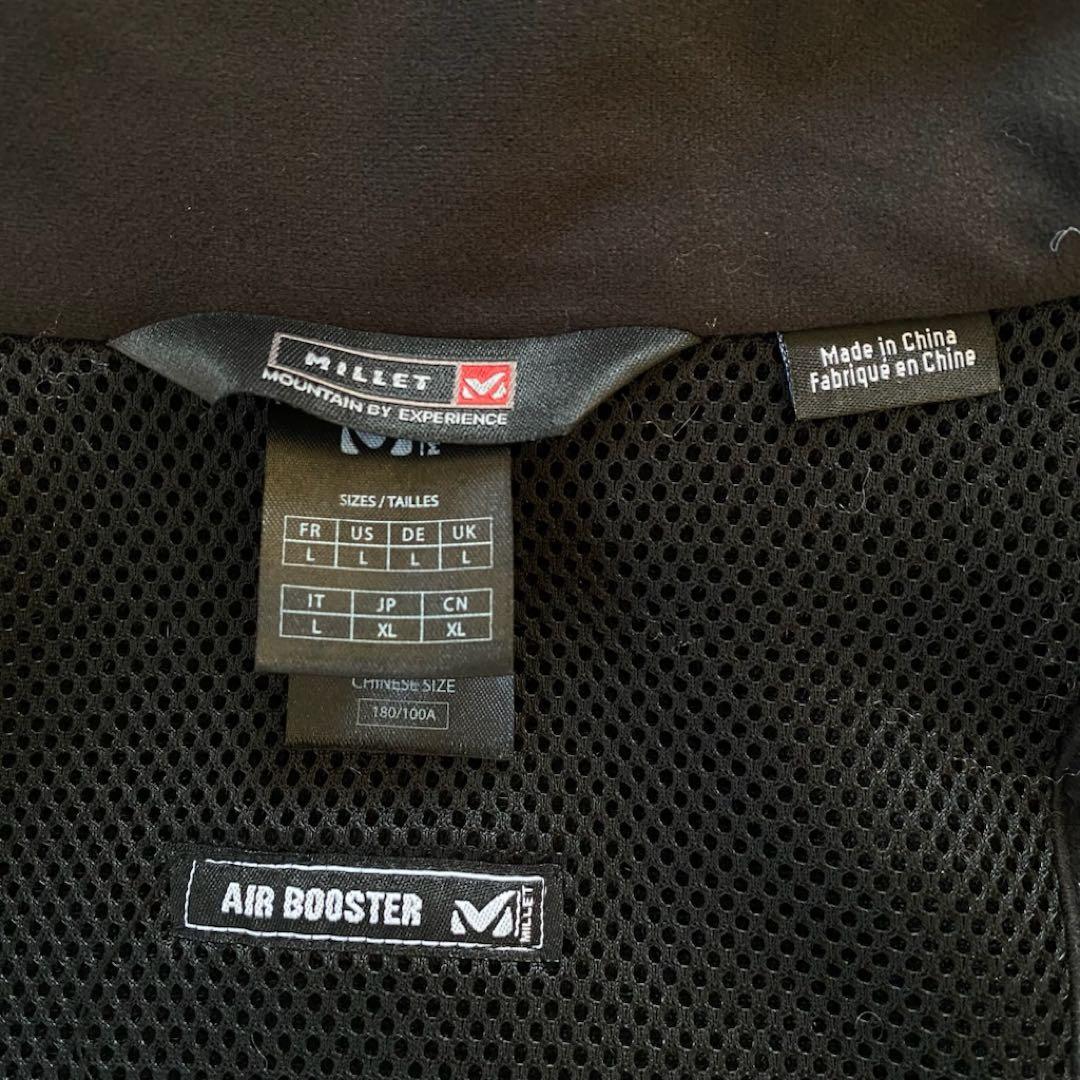 MILLET
MOUNTAIN BY EXPERIENCE
Made in China
Fabriqué en Chine
SIZES / TAILLES
FR US DE UK
L L L L
IT JP CN
L XL XL
CHINESE SIZE
180/100A
AIR BOOSTER MILLET